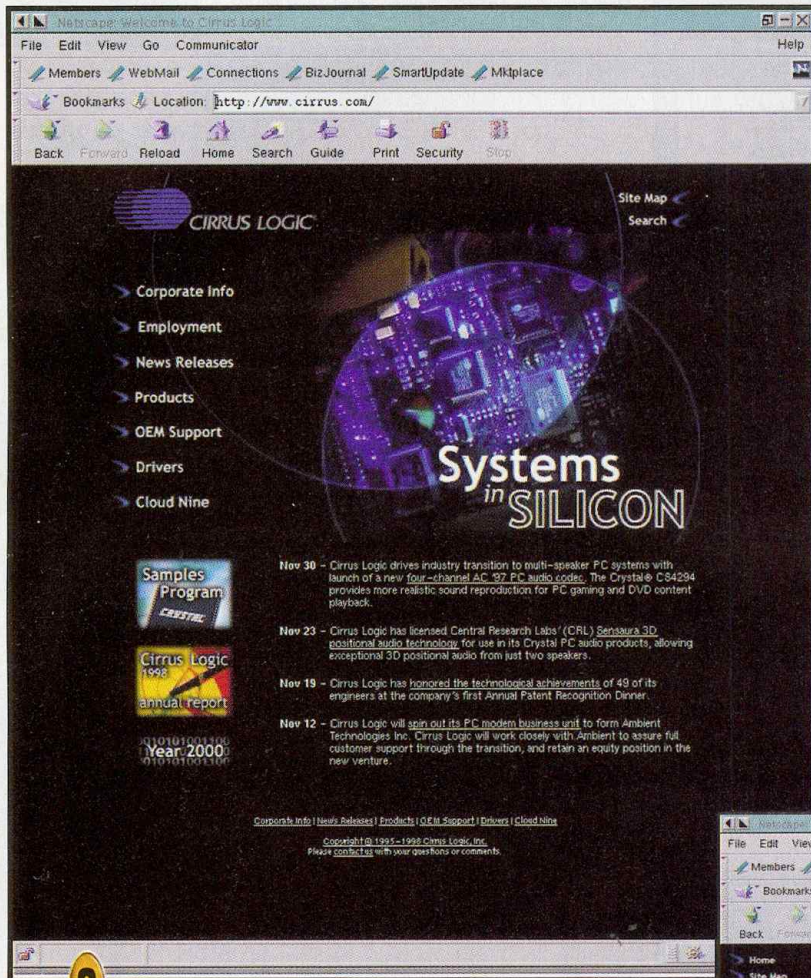 Netscape: Welcome to Cirrus Logic
File Edit View Go Communicator Help
Members WebMail Connections BizJournal SmartUpdate Mktplace
Bookmarks Location: http://www.cirrus.com/
Back Forward Reload Home Search Guide Print Security Stop
CIRRUS LOGIC
Site Map
Search
Corporate Info
Employment
News Releases
Products
OEM Support
Drivers
Cloud Nine
Systems
in
SILICON
Samples
Program
CRYSTAL
Cirrus Logic
1998
annual report
010101001100
Year 2000
010101001100
Nov 30 – Cirrus Logic drives industry transition to multi-speaker PC systems with
launch of a new four-channel AC '97 PC audio codec. The Crystal® CS4294
provides more realistic sound reproduction for PC gaming and DVD content
playback.
Nov 23 – Cirrus Logic has licensed Central Research Labs' (CRL) Sensaura 3D
positional audio technology for use in its Crystal PC audio products, allowing
exceptional 3D positional audio from just two speakers.
Nov 19 – Cirrus Logic has honored the technological achievements of 49 of its
engineers at the company's first Annual Patent Recognition Dinner.
Nov 12 – Cirrus Logic will spin out its PC modem business unit to form Ambient
Technologies Inc. Cirrus Logic will work closely with Ambient to assure full
customer support through the transition, and retain an equity position in the
new venture.
Corporate Info | News Releases | Products | OEM Support | Drivers | Cloud Nine
Copyright © 1995–1998 Cirrus Logic, Inc.
Please contact us with your questions or comments.
Netscape:
File Edit View
Members
Bookmarks
Back Forward
Home
Site Map